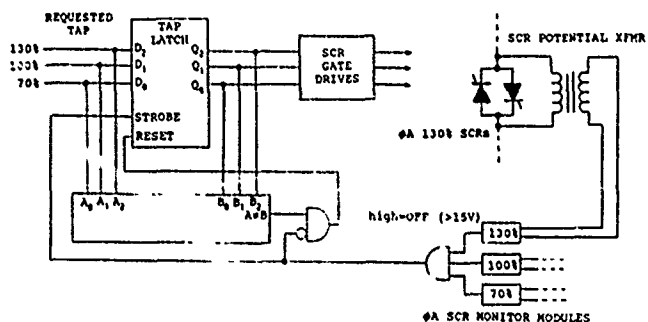 REQUESTED TAP
130%
100%
70%
TAP LATCH
D2
D1
D0
STROBE
RESET
Q2
Q1
Q0
SCR GATE DRIVES
SCR POTENTIAL XFMR
φA 130% SCRs
A0 A1 A2
B0 B1 B2
A≠B
high=OFF (>15V)
130%
100%
70%
φA SCR MONITOR MODULES